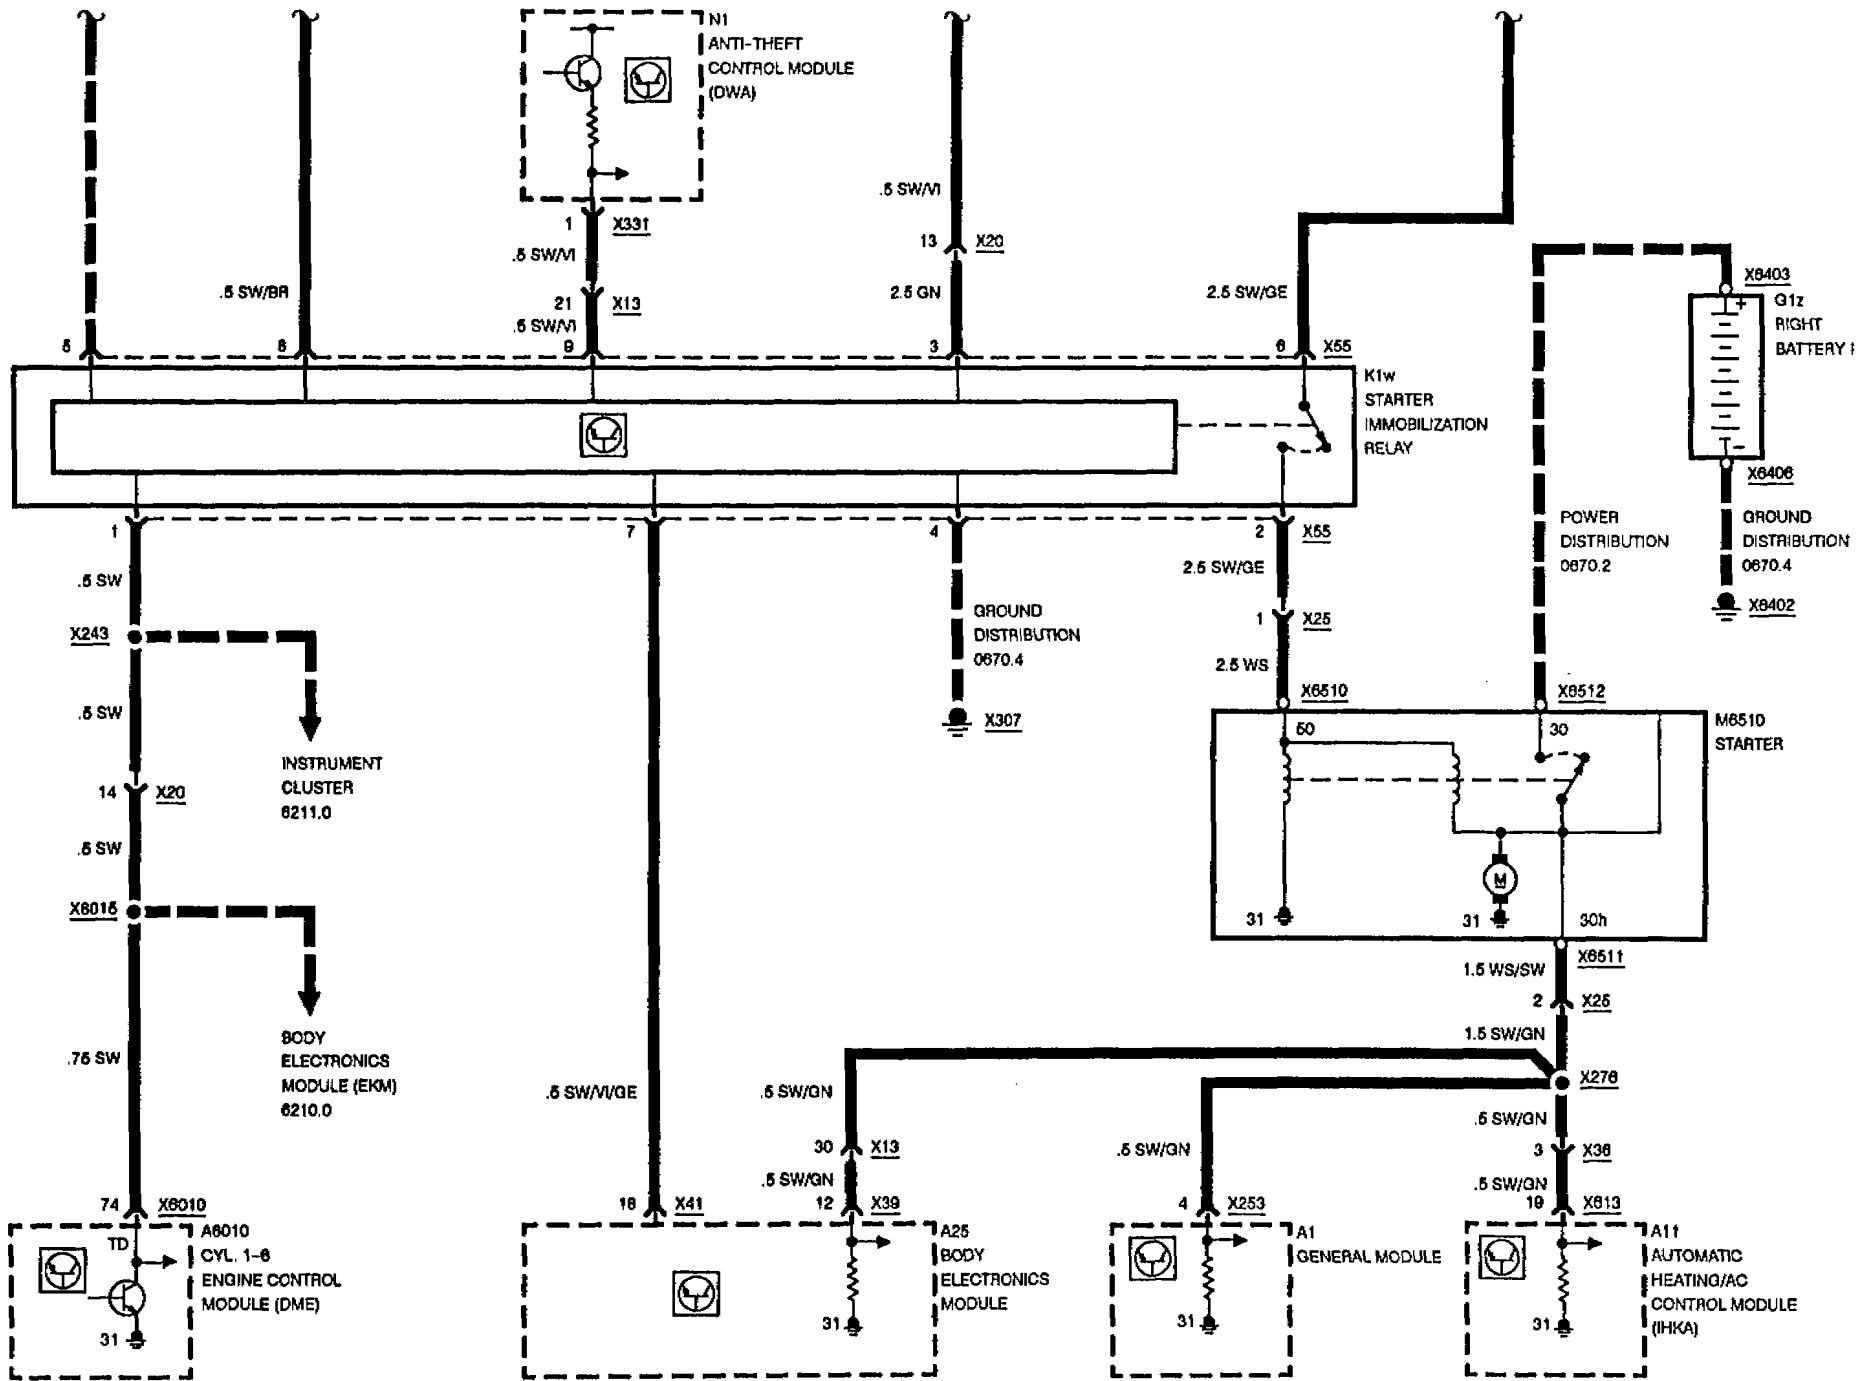 N1
ANTI-THEFT
CONTROL MODULE
(DWA)
.5 SW/VI
1 X331
13 X20
.5 SW/VI
X6403
.5 SW/BR
21 X13
2.5 GN
2.5 SW/GE
+ G1z
RIGHT
BATTERY
.5 SW/VI
5 8 9 3 6 X55
K1w
STARTER
IMMOBILIZATION
RELAY
-
X6406
1 7 4 2 X55
POWER
DISTRIBUTION
0670.2
GROUND
DISTRIBUTION
0670.4
.5 SW
2.5 SW/GE
X6402
GROUND
DISTRIBUTION
0670.4
1 X25
X243
2.5 WS
X6510
X6512
.5 SW
X307
50
30
M6510
STARTER
INSTRUMENT
CLUSTER
6211.0
14 X20
.5 SW
M
X6015
31
31
30h
1.5 WS/SW
X6511
2 X25
BODY
ELECTRONICS
MODULE (EKM)
6210.0
.75 SW
1.5 SW/GN
.5 SW/VI/GE
.5 SW/GN
X276
.5 SW/GN
30 X13
.5 SW/GN
3 X36
.5 SW/GN
.5 SW/GN
74 X6010
18 X41
12 X39
4 X253
19 X613
TD
A6010
CYL. 1-6
ENGINE CONTROL
MODULE (DME)
31
A25
BODY
ELECTRONICS
MODULE
31
A1
GENERAL MODULE
31
A11
AUTOMATIC
HEATING/AC
CONTROL MODULE
(IHKA)
31